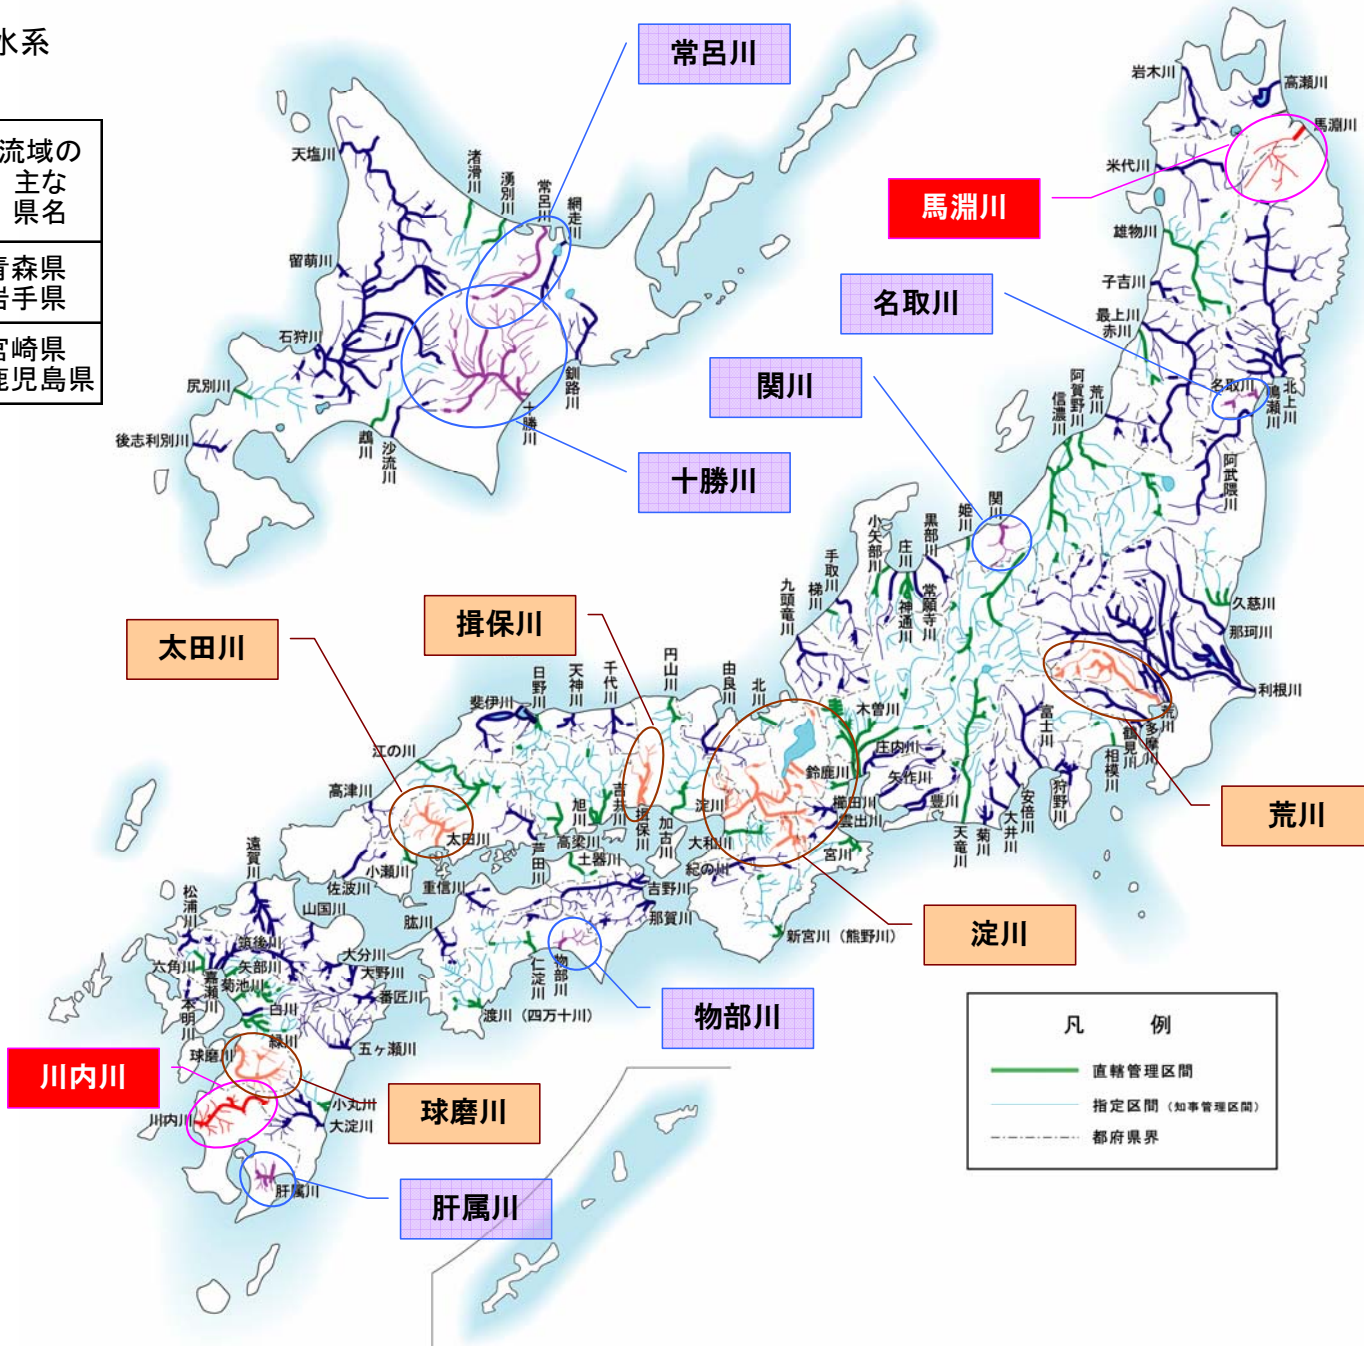 水系
流域の
主な
県名
青森県
岩手県
宮崎県
鹿児島県
常呂川
馬淵川
名取川
関川
十勝川
揖保川
太田川
荒川
淀川
物部川
川内川
球磨川
肝属川
天塩川
渚滑川
湧別川
常呂川
網走川
留萌川
石狩川
尻別川
後志利別川
鵡川
沙流川
十勝川
釧路川
岩木川
高瀬川
馬淵川
米代川
雄物川
子吉川
最上川
赤川
名取川
鳴瀬川
北上川
阿武隈川
荒川
阿賀野川
信濃川
関川
姫川
黒部川
常願寺川
神通川
庄川
小矢部川
手取川
梯川
九頭竜川
久慈川
那珂川
利根川
荒川
多摩川
鶴見川
相模川
富士川
狩野川
安倍川
大井川
菊川
天竜川
豊川
矢作川
庄内川
木曽川
鈴鹿川
櫛田川
雲出川
宮川
北川
由良川
円山川
千代川
天神川
日野川
斐伊川
江の川
高津川
淀川
大和川
紀の川
新宮川（熊野川）
加古川
揖保川
吉井川
旭川
高梁川
芦田川
太田川
小瀬川
佐波川
土器川
重信川
肱川
吉野川
那賀川
物部川
仁淀川
渡川（四万十川）
遠賀川
山国川
松浦川
筑後川
六角川
嘉瀬川
矢部川
菊池川
本明川
白川
緑川
球磨川
川内川
大分川
大野川
番匠川
五ヶ瀬川
小丸川
大淀川
肝属川
凡　例
直轄管理区間
指定区間（知事管理区間）
都府県界